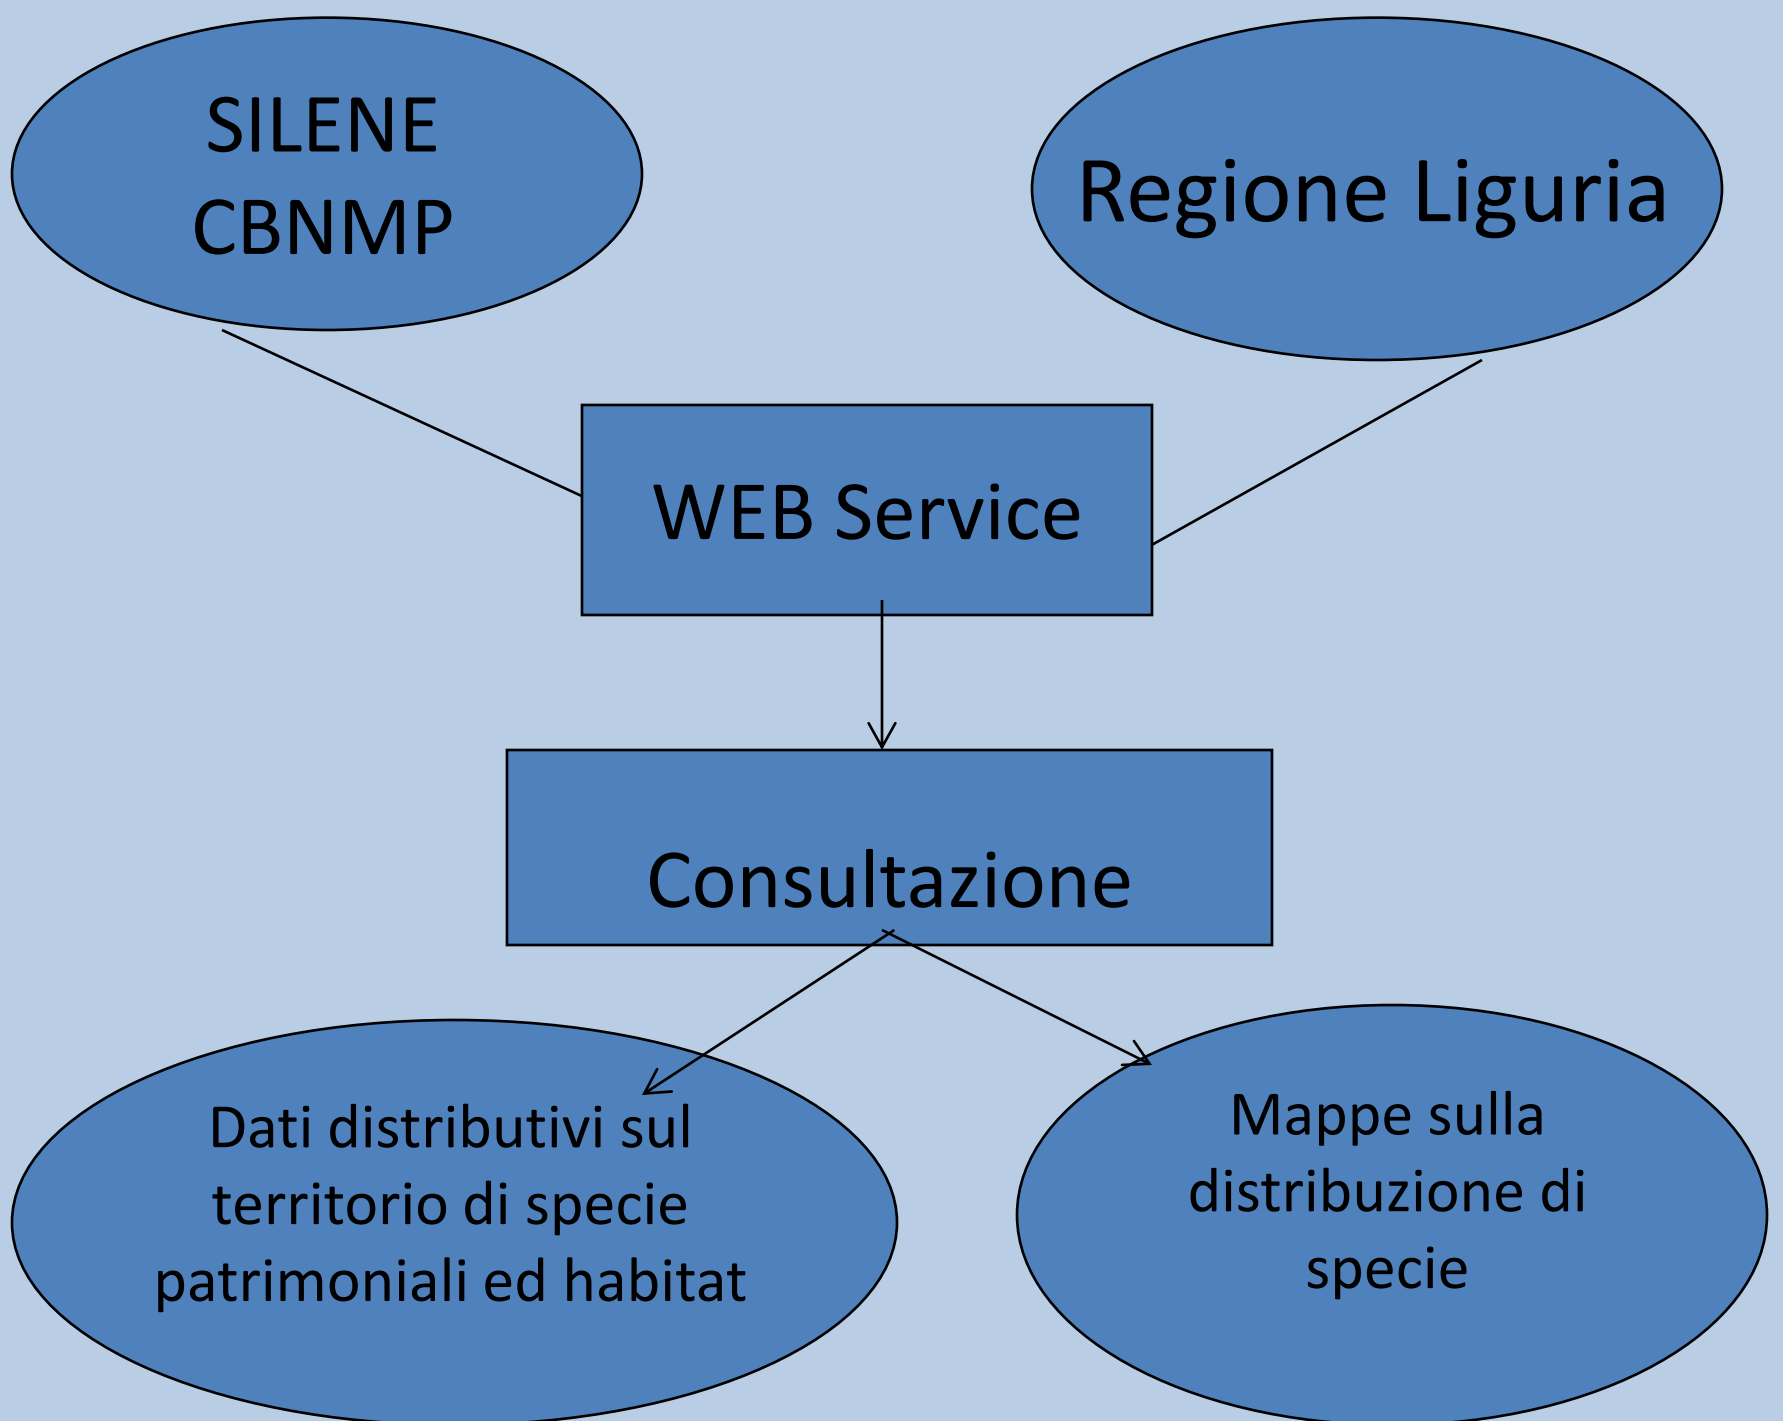 SILENE
CBNMP
Regione Liguria
WEB Service
Consultazione
Dati distributivi sul
territorio di specie
patrimoniali ed habitat
Mappe sulla
distribuzione di
specie